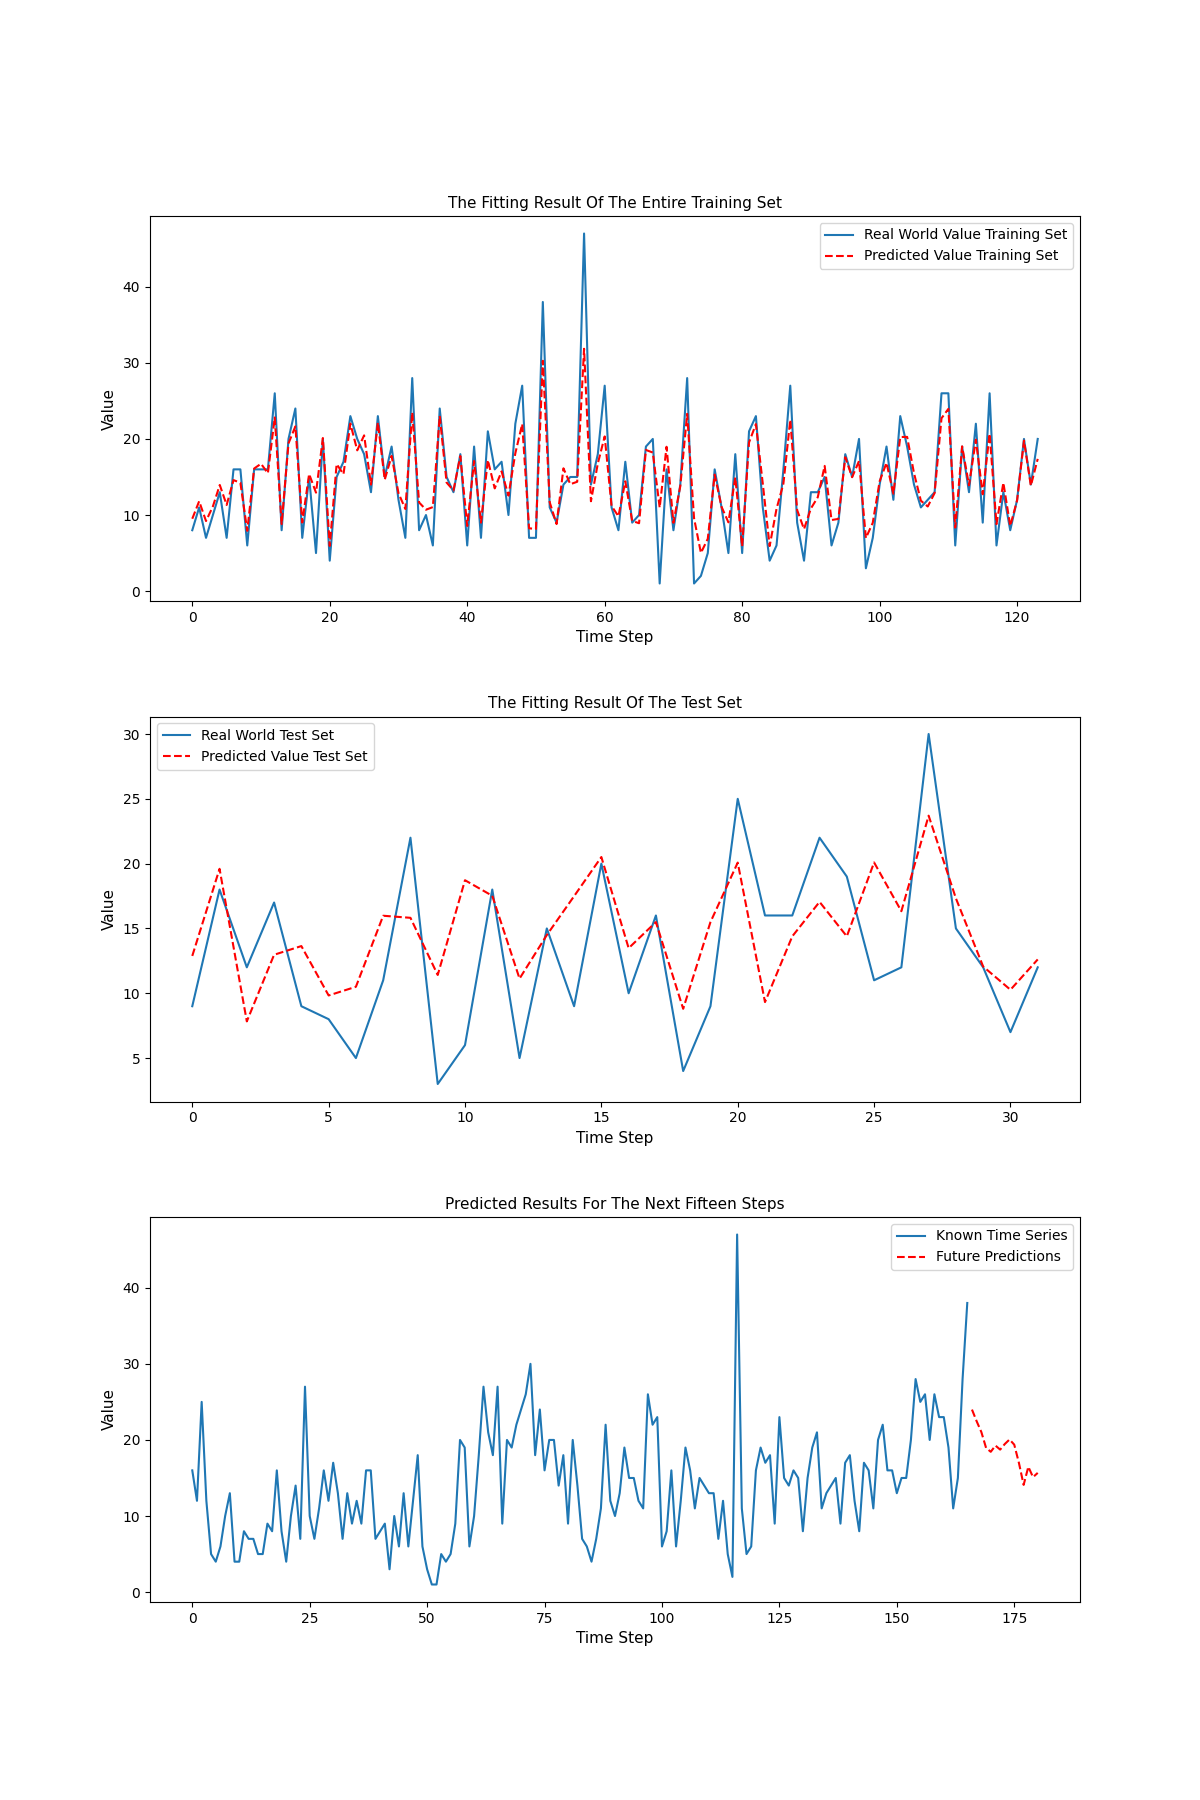 The Fitting Result Of The Entire Training Set
Real World Value Training Set
Predicted Value Training Set
Value
40
30
20
10
0
0 20 40 60 80 100 120
Time Step
The Fitting Result Of The Test Set
Real World Test Set
Predicted Value Test Set
Value
30
25
20
15
10
5
0 5 10 15 20 25 30
Time Step
Predicted Results For The Next Fifteen Steps
Known Time Series
Future Predictions
Value
40
30
20
10
0
0 25 50 75 100 125 150 175
Time Step